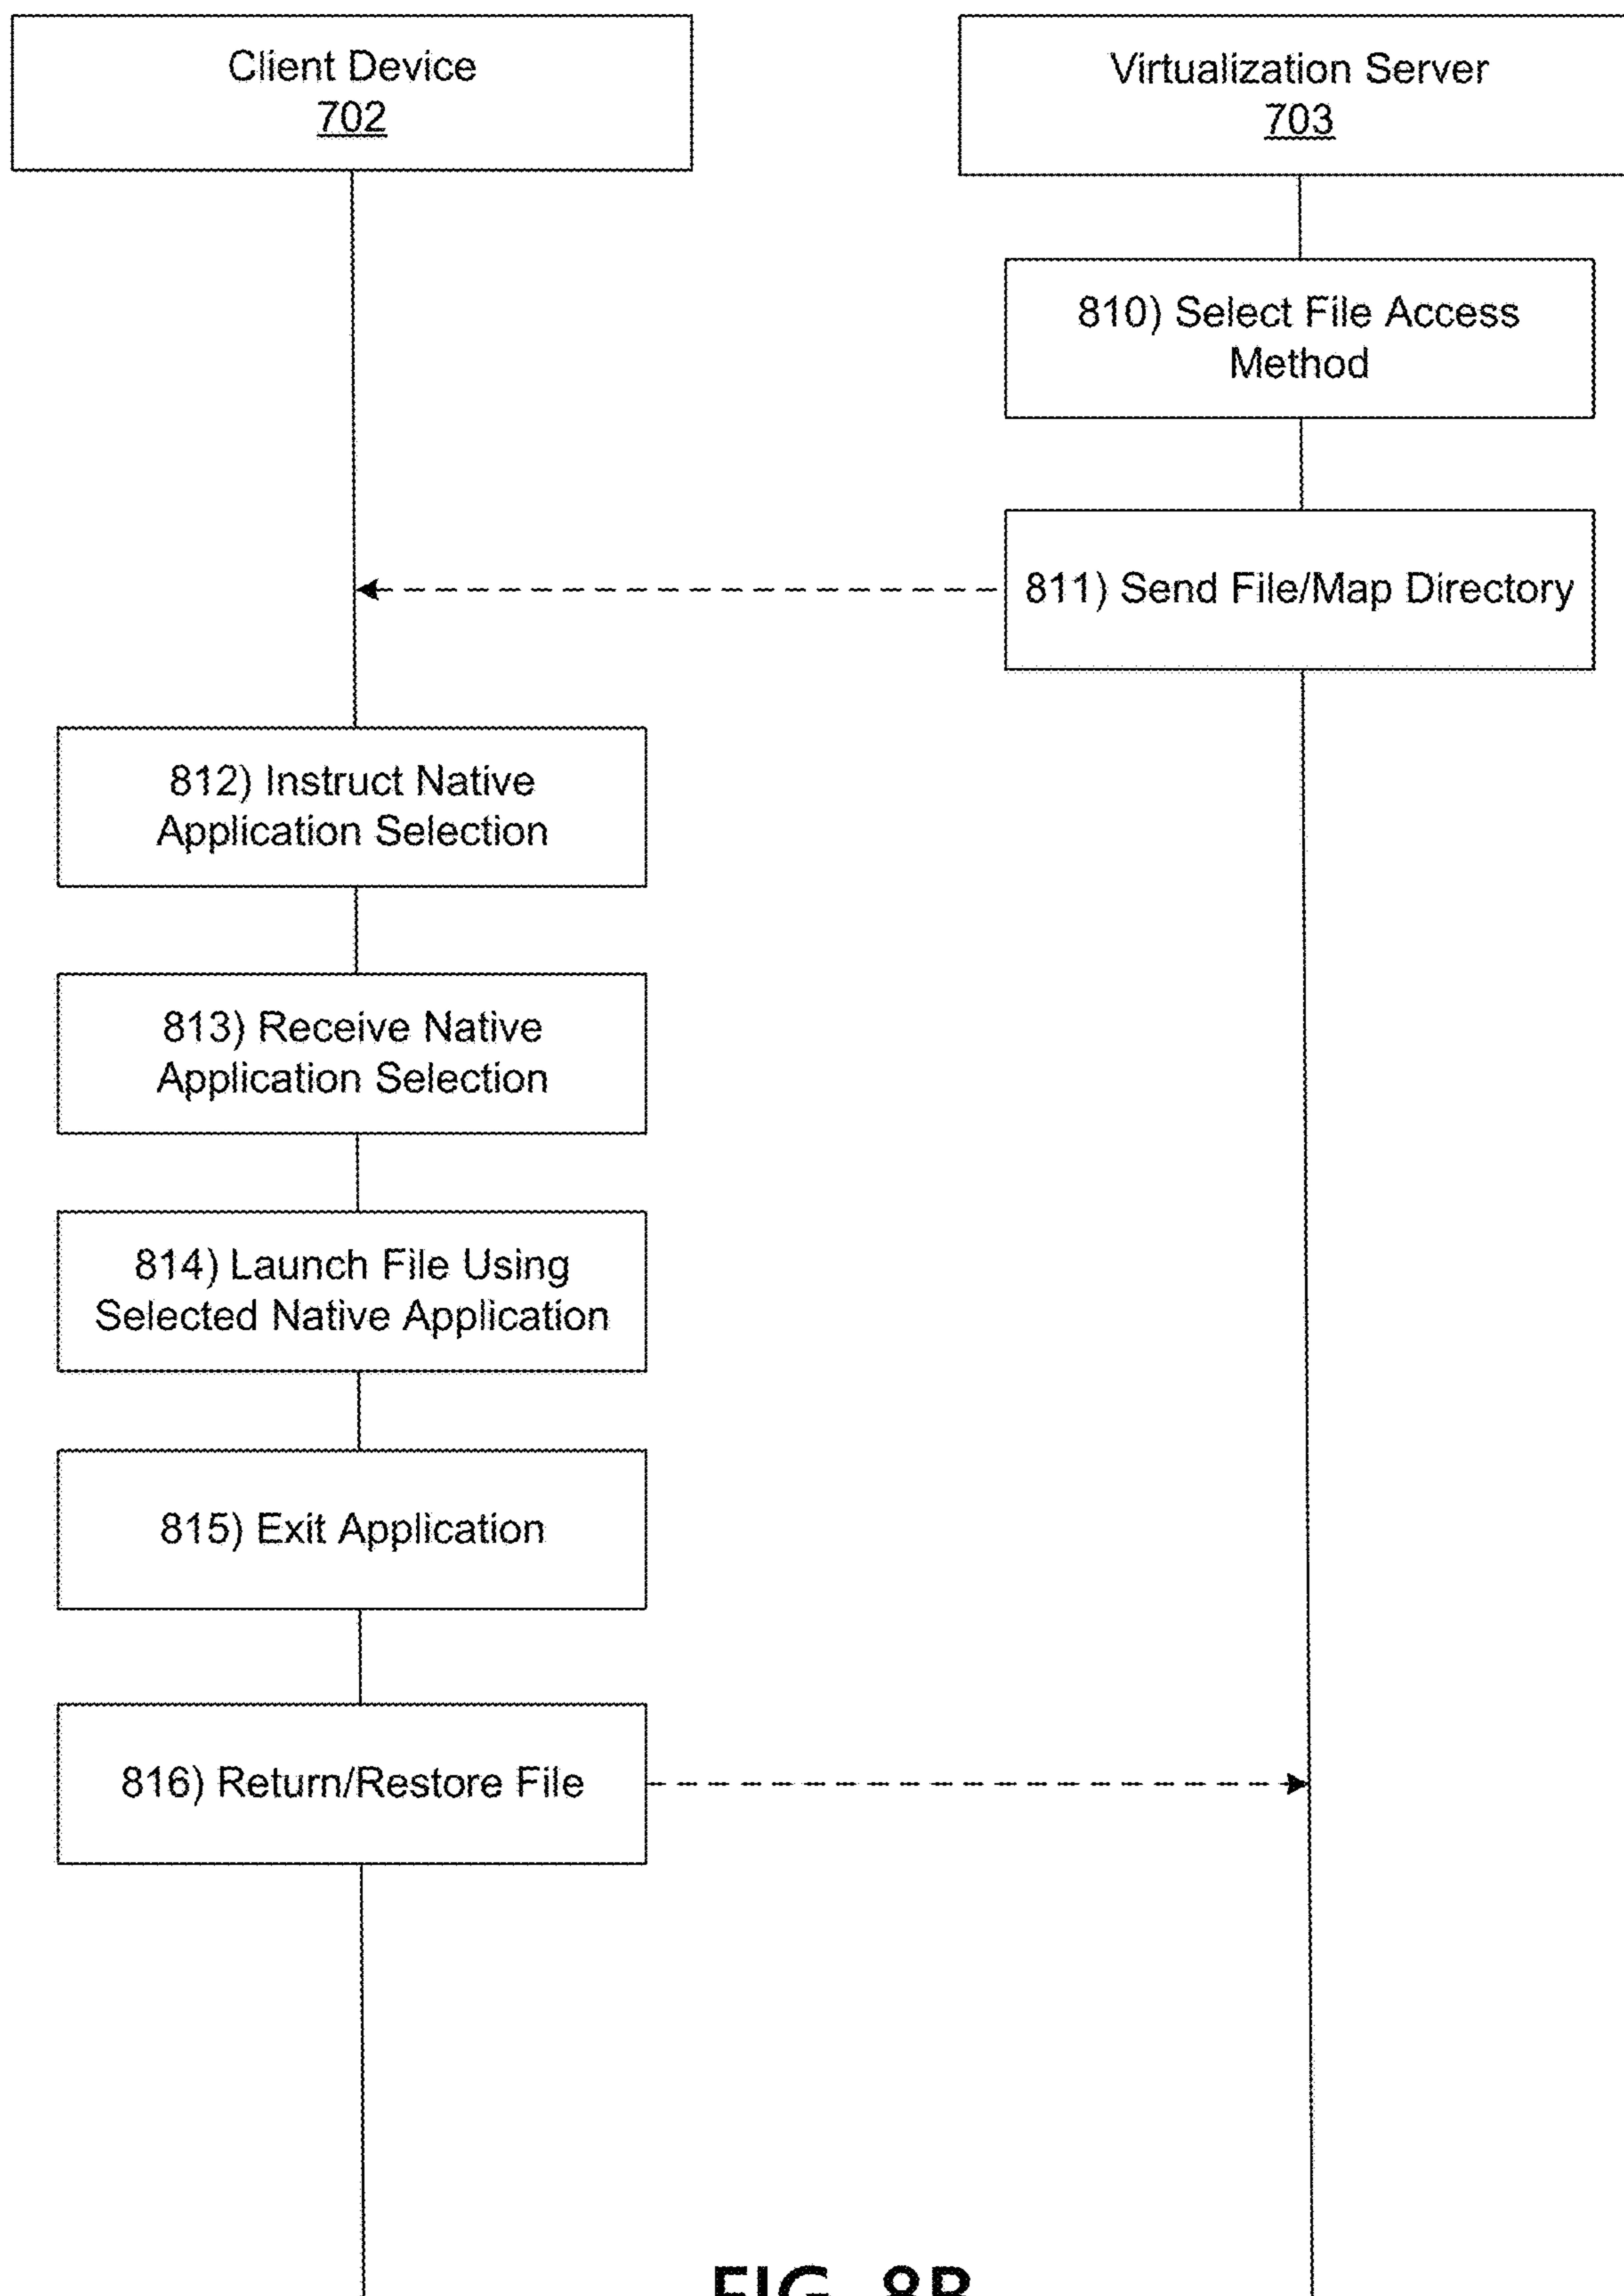 Client Device
702
Virtualization Server
703
810) Select File Access
Method
811) Send File/Map Directory
812) Instruct Native
Application Selection
813) Receive Native
Application Selection
814) Launch File Using
Selected Native Application
815) Exit Application
816) Return/Restore File
FIG. 8B